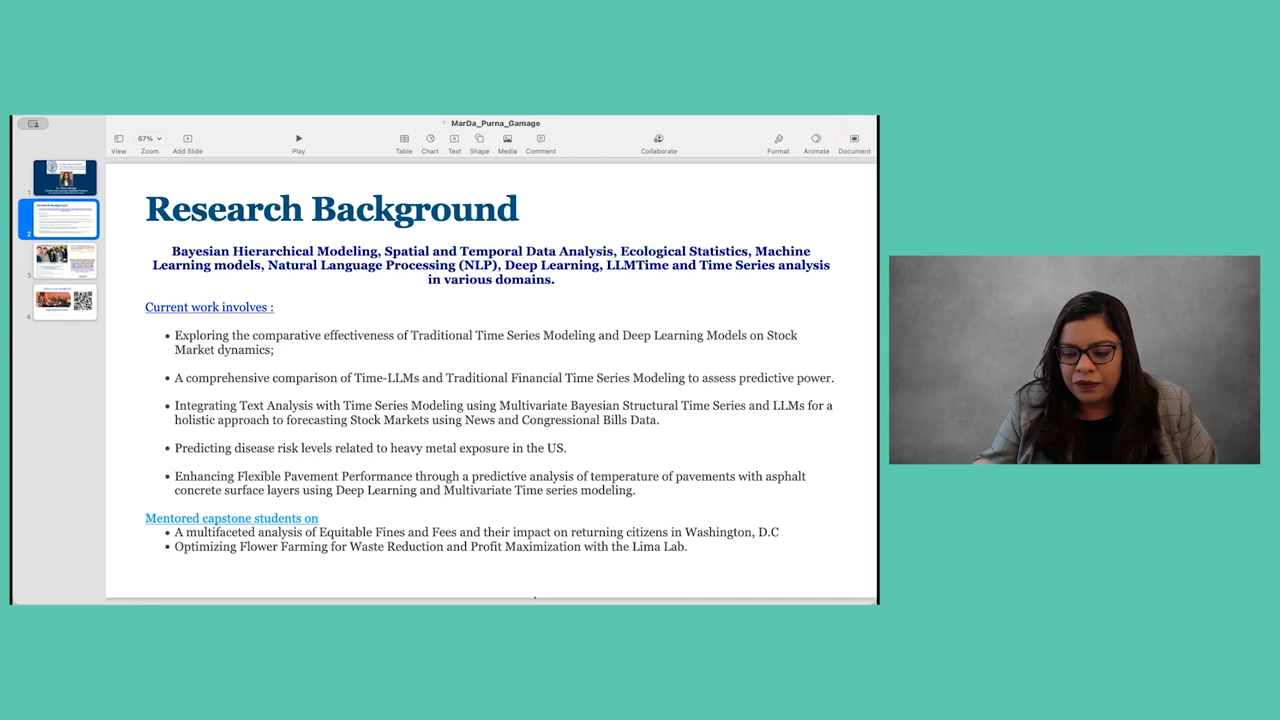 MarDa_Purna_Gamage
67%
View
Zoom
Add Slide
Play
Table
Chart
Text
Shape
Media
Comment
Collaborate
Format
Animate
Document
1
2
3
4
Research Background
Bayesian Hierarchical Modeling, Spatial and Temporal Data Analysis, Ecological Statistics, Machine
Learning models, Natural Language Processing (NLP), Deep Learning, LLMTime and Time Series analysis
in various domains.
Current work involves :
• Exploring the comparative effectiveness of Traditional Time Series Modeling and Deep Learning Models on Stock
Market dynamics;
• A comprehensive comparison of Time-LLMs and Traditional Financial Time Series Modeling to assess predictive power.
• Integrating Text Analysis with Time Series Modeling using Multivariate Bayesian Structural Time Series and LLMs for a
holistic approach to forecasting Stock Markets using News and Congressional Bills Data.
• Predicting disease risk levels related to heavy metal exposure in the US.
• Enhancing Flexible Pavement Performance through a predictive analysis of temperature of pavements with asphalt
concrete surface layers using Deep Learning and Multivariate Time series modeling.
Mentored capstone students on
• A multifaceted analysis of Equitable Fines and Fees and their impact on returning citizens in Washington, D.C
• Optimizing Flower Farming for Waste Reduction and Profit Maximization with the Lima Lab.